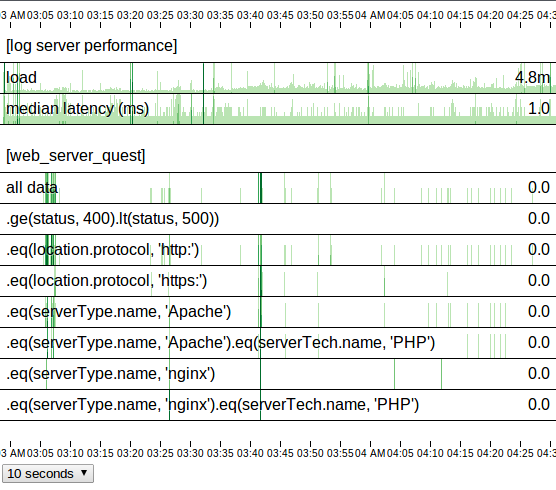 03 AM 03:05 03:10 03:15 03:20 03:25 03:30 03:35 03:40 03:45 03:50 03:55 04 AM 04:05 04:10 04:15 04:20 04:25 04:30
[log server performance]
load 4.8m
median latency (ms) 1.0
[web_server_quest]
all data 0.0
.ge(status, 400).lt(status, 500)) 0.0
.eq(location.protocol, 'http:') 0.0
.eq(location.protocol, 'https:') 0.0
.eq(serverType.name, 'Apache') 0.0
.eq(serverType.name, 'Apache').eq(serverTech.name, 'PHP') 0.0
.eq(serverType.name, 'nginx') 0.0
.eq(serverType.name, 'nginx').eq(serverTech.name, 'PHP') 0.0
03 AM 03:05 03:10 03:15 03:20 03:25 03:30 03:35 03:40 03:45 03:50 03:55 04 AM 04:05 04:10 04:15 04:20 04:25 04:30
10 seconds